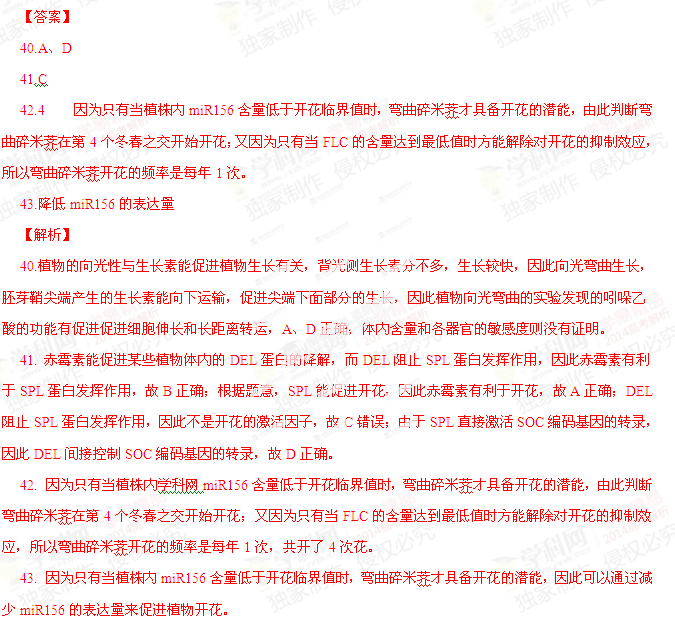 【答案】
40.A、D
41.C
42.4 因为只有当植株内 miR156 含量低于开花临界值时，弯曲碎米荠才具备开花的潜能，由此判断弯
曲碎米荠在第 4 个冬春之交开始开花；又因为只有当 FLC 的含量达到最低值时方能解除对开花的抑制效应，
所以弯曲碎米荠开花的频率是每年 1 次。
43.降低 miR156 的表达量
【解析】
40.植物的向光性与生长素能促进植物生长有关，背光侧生长素分不多，生长较快，因此向光弯曲生长，
胚芽鞘尖端产生的生长素能向下运输，促进尖端下面部分的生长，因此植物向光弯曲的实验发现的吲哚乙
酸的功能有促进促进细胞伸长和长距离转运，A、D 正确；体内含量和各器官的敏感度则没有证明。
41. 赤霉素能促进某些植物体内的 DEL 蛋白的降解，而 DEL 阻止 SPL 蛋白发挥作用，因此赤霉素有利
于 SPL 蛋白发挥作用，故 B 正确；根据题意，SPL 能促进开花，因此赤霉素有利于开花，故 A 正确；DEL
阻止 SPL 蛋白发挥作用，因此不是开花的激活因子，故 C 错误；由于 SPL 直接激活 SOC 编码基因的转录，
因此 DEL 间接控制 SOC 编码基因的转录，故 D 正确。
42. 因为只有当植株内学科网 miR156 含量低于开花临界值时，弯曲碎米荠才具备开花的潜能，由此判断
弯曲碎米荠在第 4 个冬春之交开始开花；又因为只有当 FLC 的含量达到最低值时方能解除对开花的抑制效
应，所以弯曲碎米荠开花的频率是每年 1 次，共开了 4 次花。
43. 因为只有当植株内 miR156 含量低于开花临界值时，弯曲碎米荠才具备开花的潜能，因此可以通过减
少 miR156 的表达量来促进植物开花。